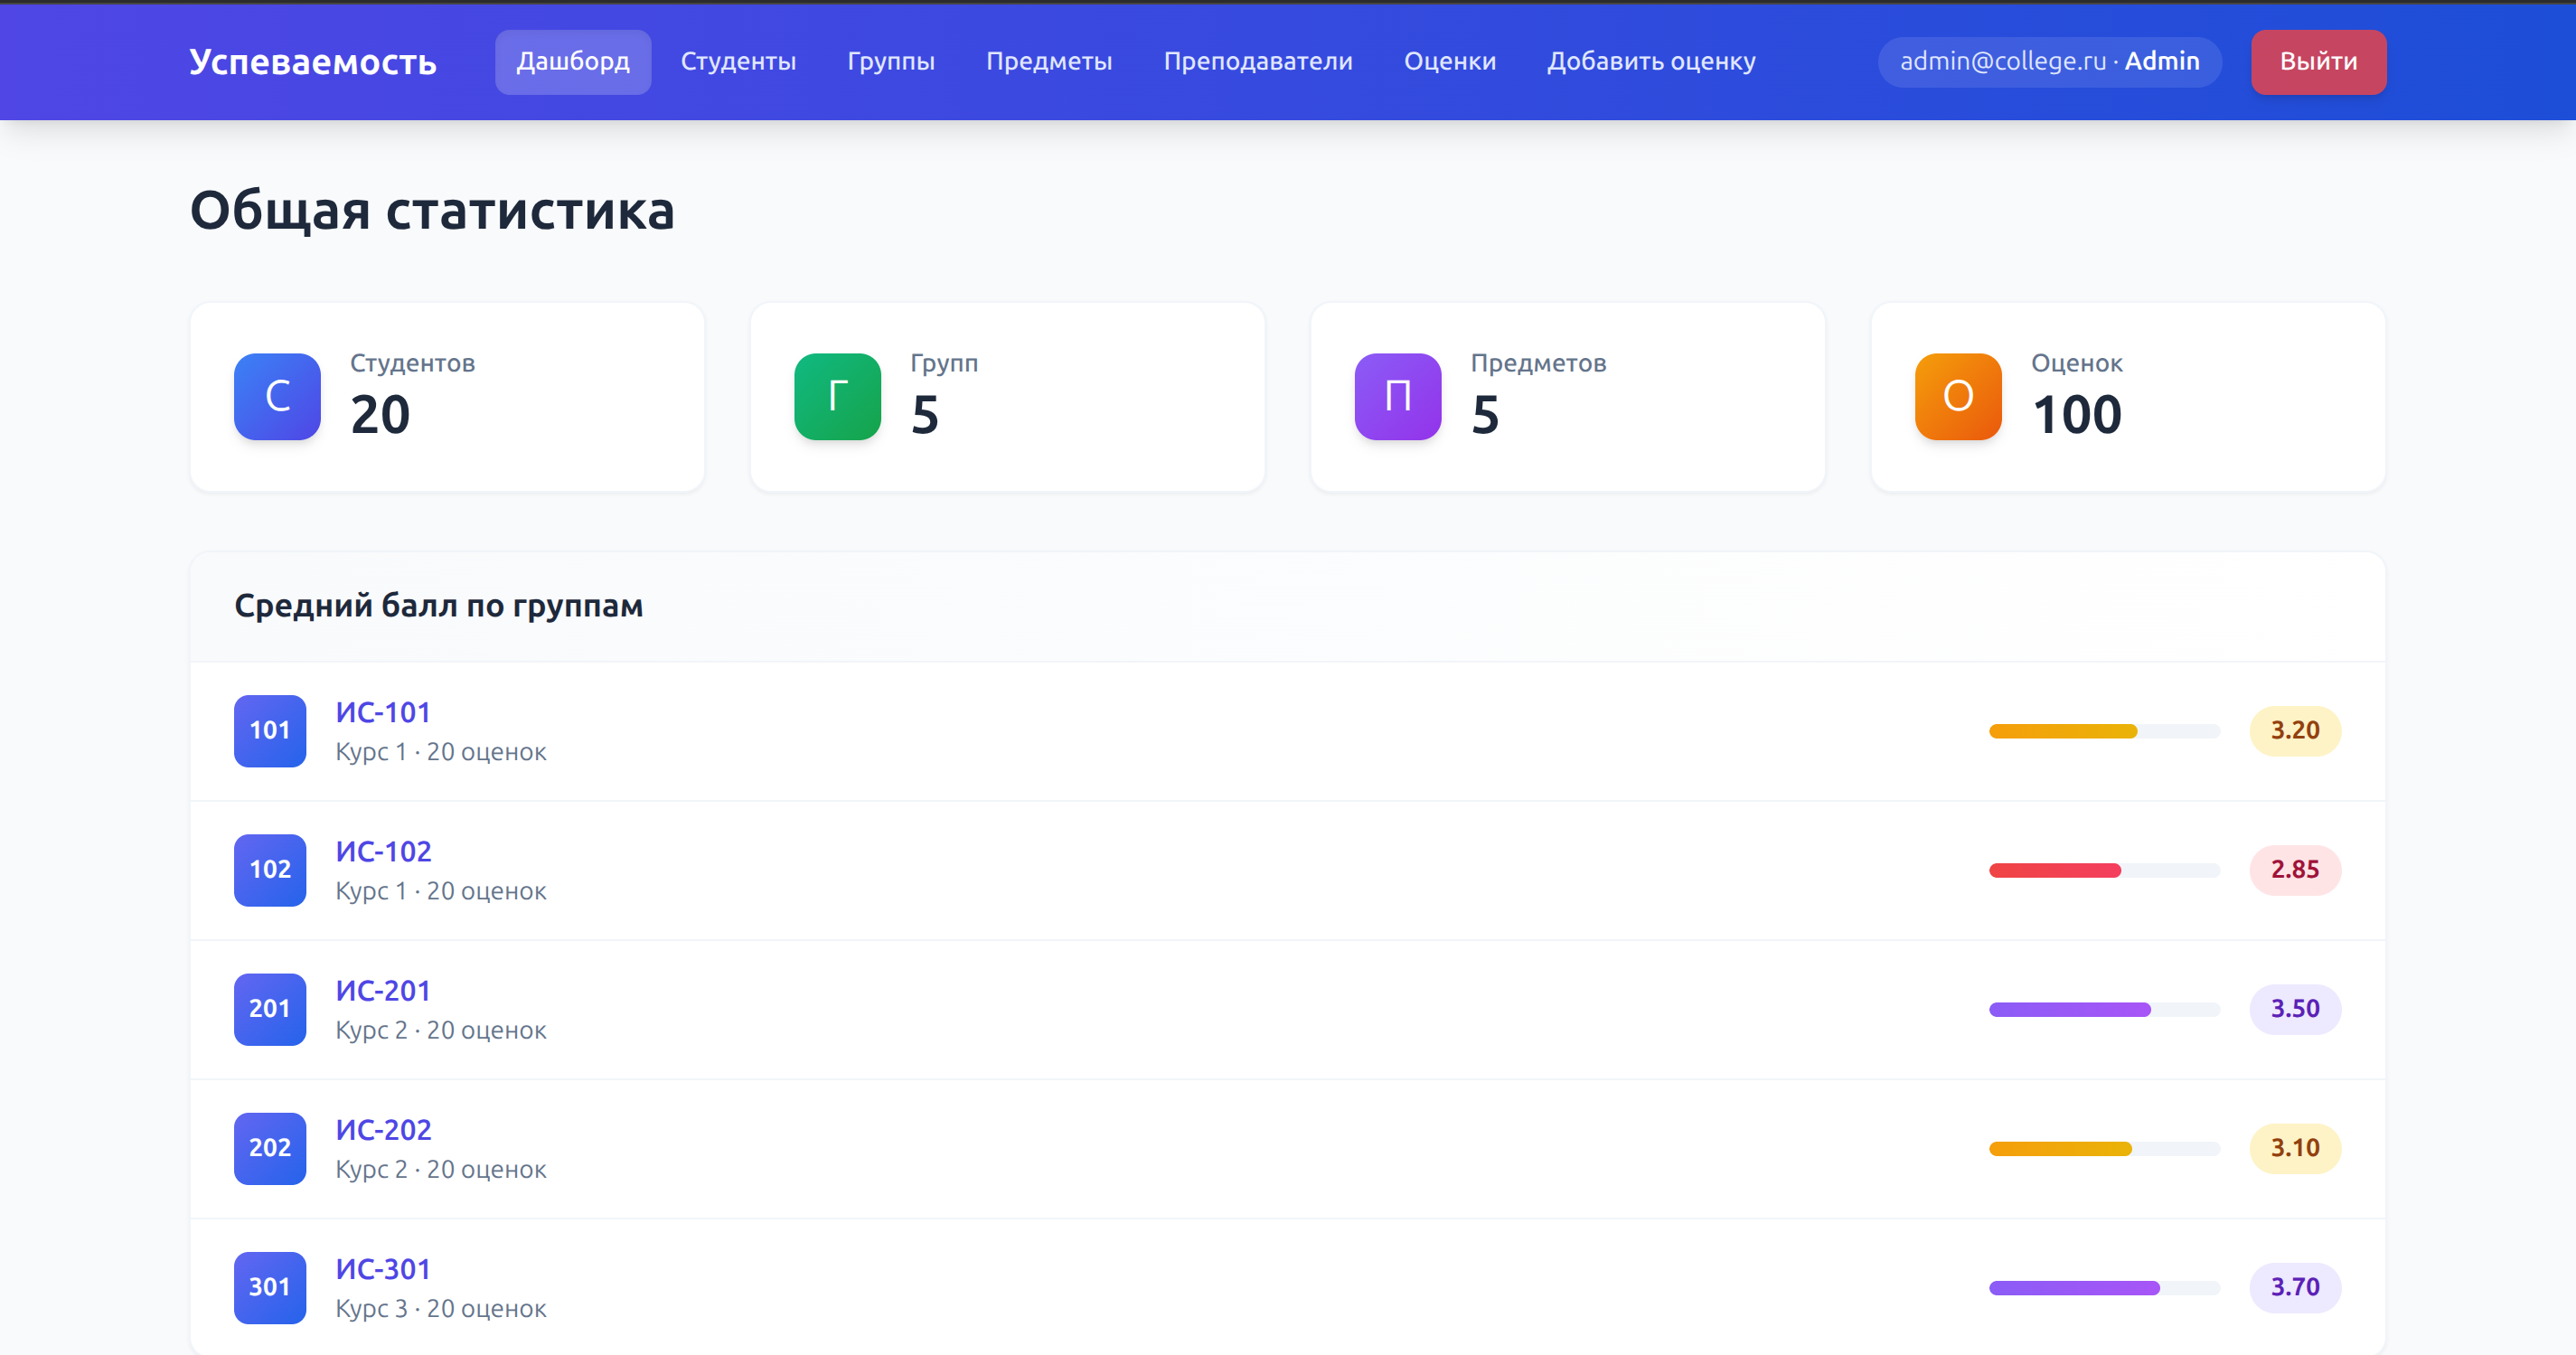 Успеваемость Дашборд Студенты Группы Предметы Преподаватели Оценки Добавить оценку admin@college.ru · Admin Выйти
Общая статистика
С Студентов 20
Г Групп 5
П Предметов 5
О Оценок 100
Средний балл по группам
101 ИС-101 3.20
Курс 1 · 20 оценок
102 ИС-102 2.85
Курс 1 · 20 оценок
201 ИС-201 3.50
Курс 2 · 20 оценок
202 ИС-202 3.10
Курс 2 · 20 оценок
301 ИС-301 3.70
Курс 3 · 20 оценок